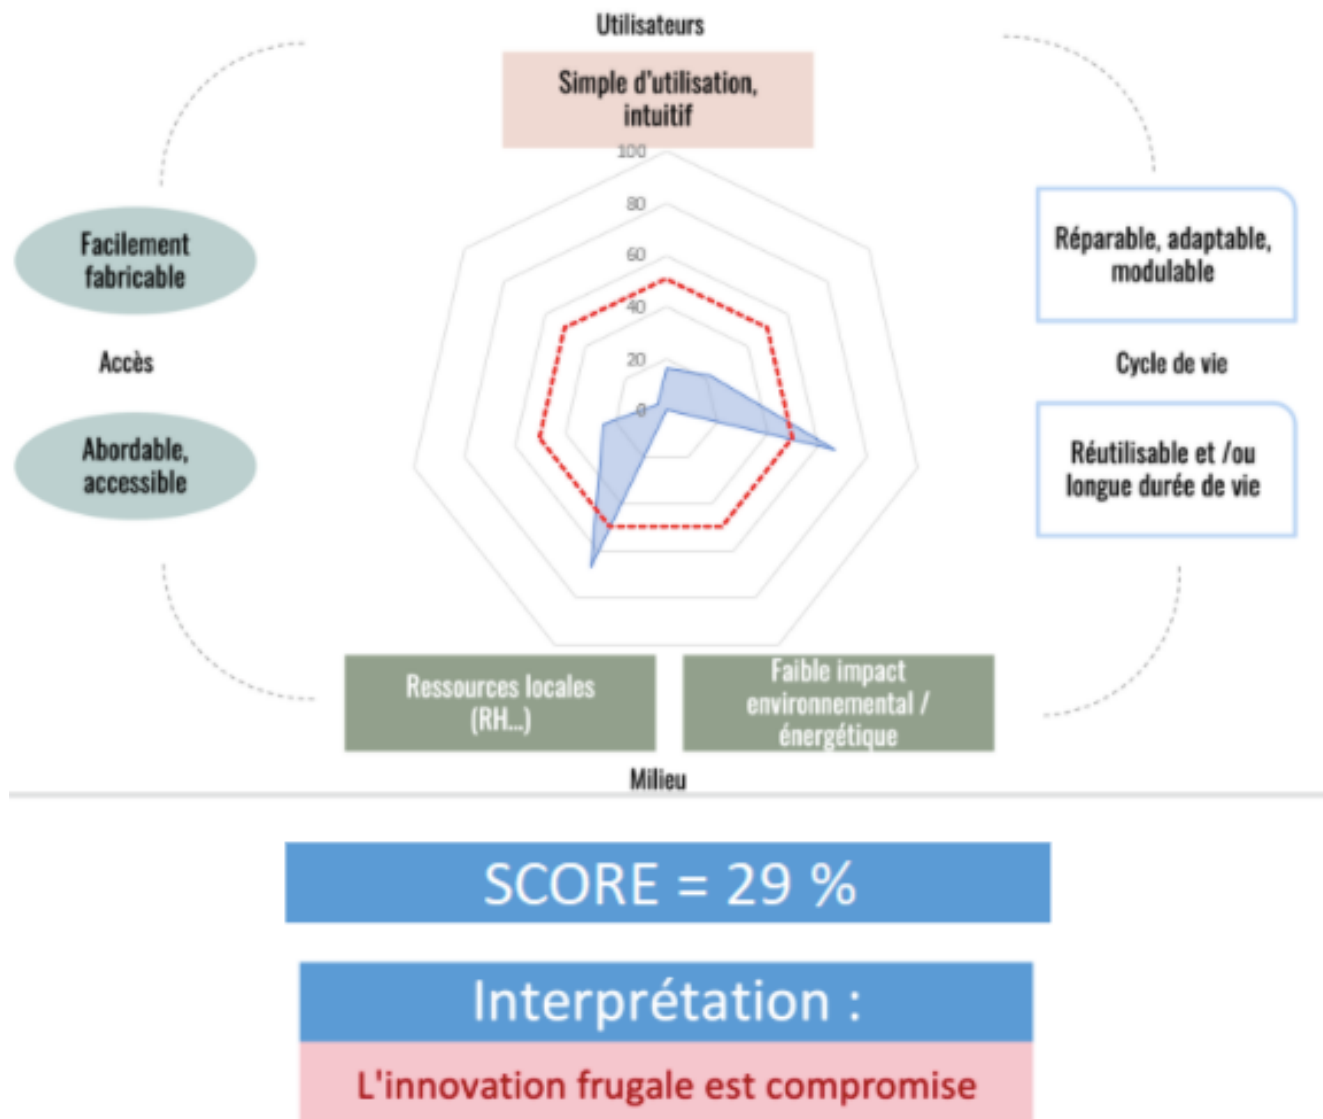 Utilisateurs
Simple d'utilisation,
intuitif
100
80
60
40
20
0
Facilement
fabricable
Accès
Abordable,
accessible
Réparable, adaptable,
modulable
Cycle de vie
Réutilisable et /ou
longue durée de vie
Ressources locales
(RH...)
Faible impact
environnemental /
énergétique
Milieu
SCORE = 29 %
Interprétation :
L'innovation frugale est compromise